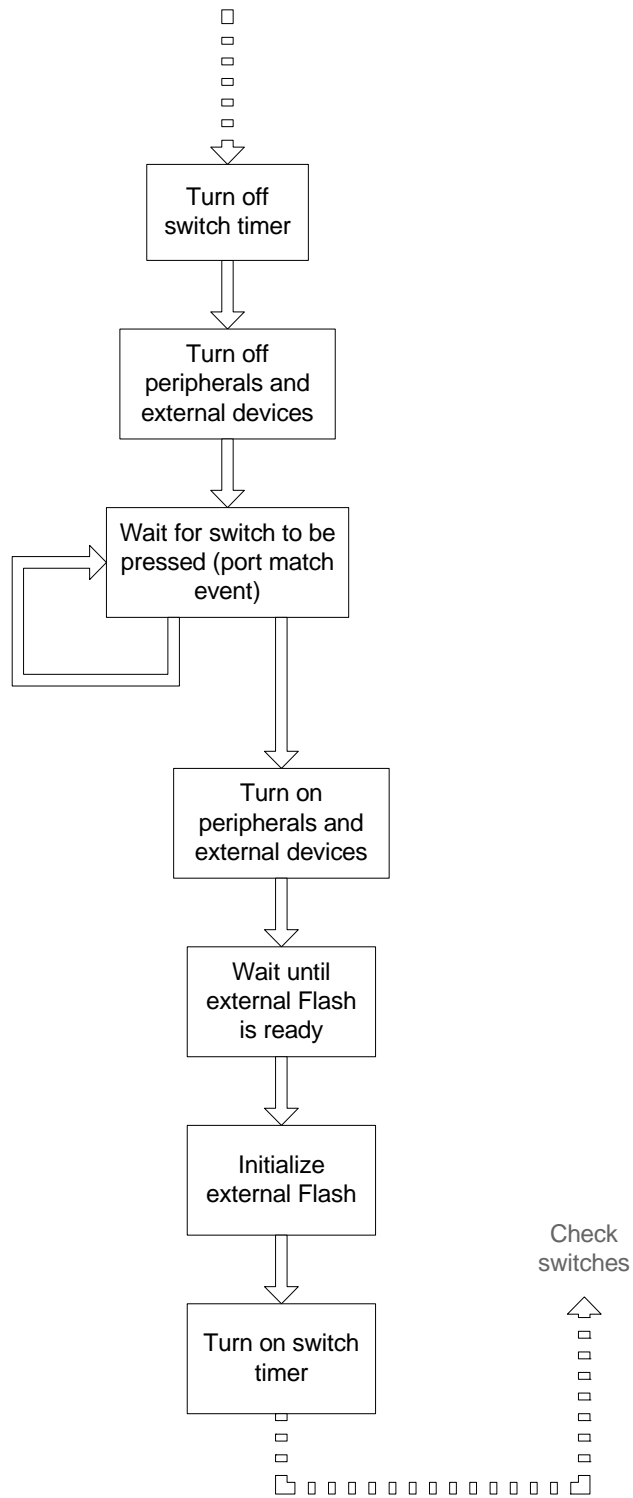 Turn off
switch timer
Turn off
peripherals and
external devices
Wait for switch to be
pressed (port match
event)
Turn on
peripherals and
external devices
Wait until
external Flash
is ready
Initialize
external Flash
Check
switches
Turn on switch
timer